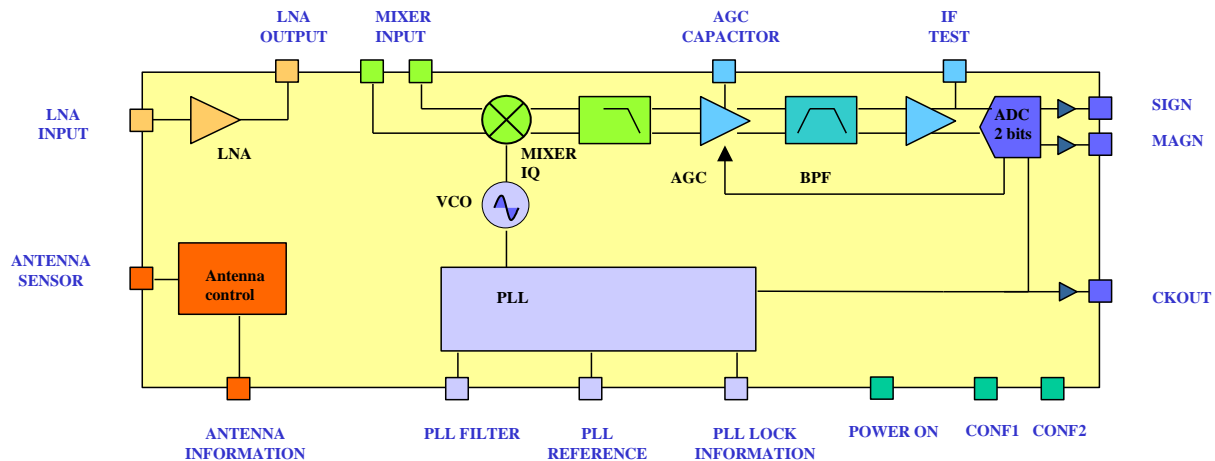 LNA
OUTPUT
MIXER
INPUT
AGC
CAPACITOR
IF
TEST
LNA
INPUT
LNA
MIXER
IQ
VCO
AGC
BPF
ADC
2 bits
SIGN
MAGN
ANTENNA
SENSOR
Antenna
control
PLL
CKOUT
ANTENNA
INFORMATION
PLL FILTER
PLL
REFERENCE
PLL LOCK
INFORMATION
POWER ON
CONF1
CONF2